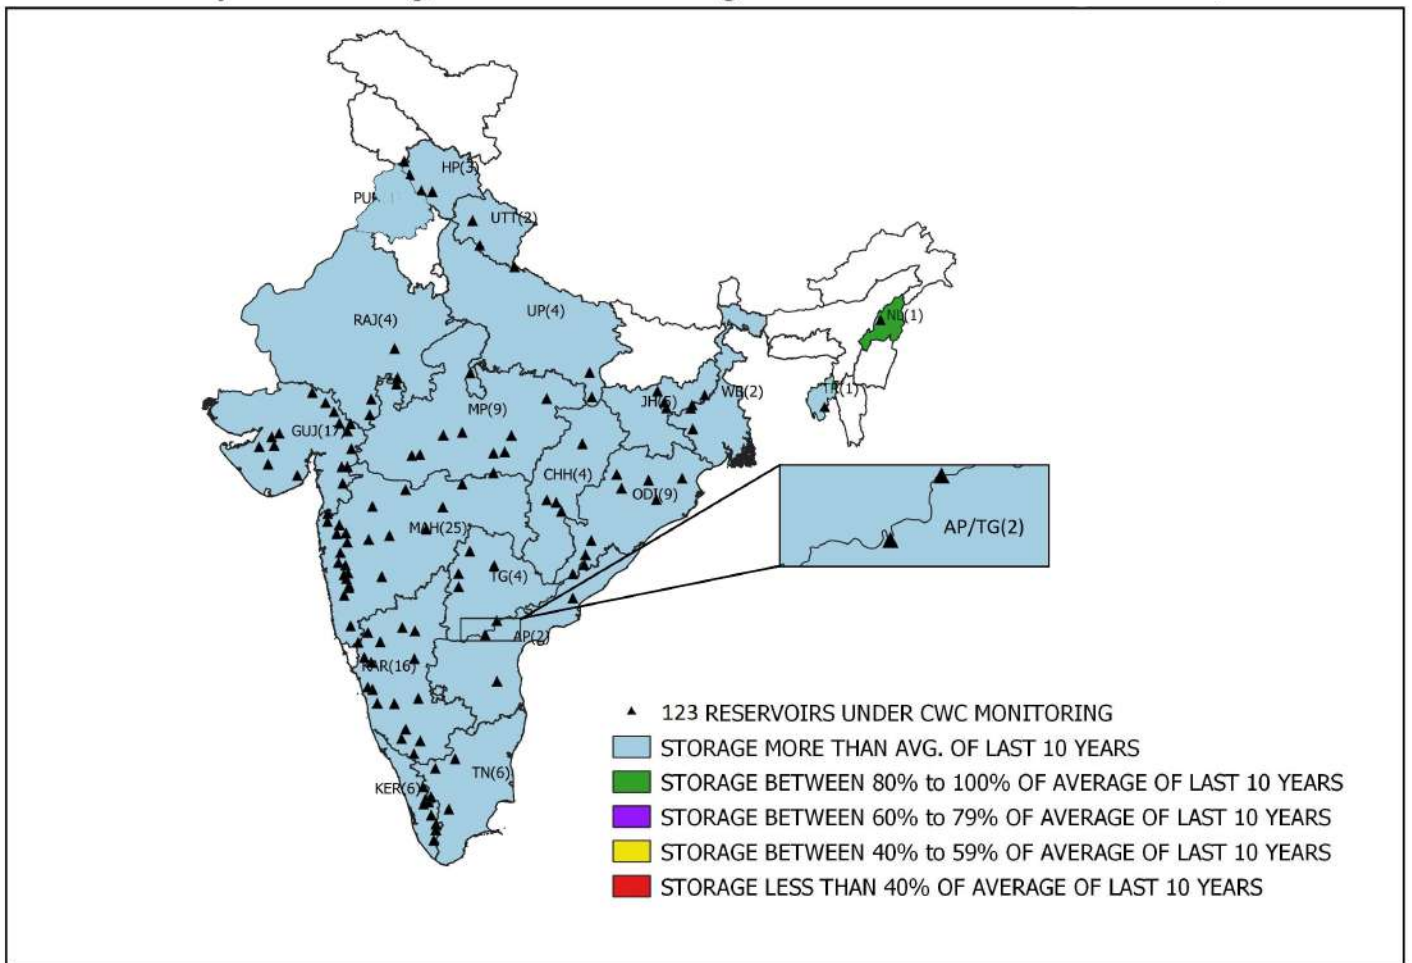 HP(3)
UTT(2)
RAJ(4)
UP(4)
NL(1)
TR(1)
WB(2)
MP(9)
GUJ(17)
CHH(4)
ODI(9)
MAH(25)
TG(4)
AP/TG(2)
AP(2)
KAR(16)
TN(6)
KER(6)
123 RESERVOIRS UNDER CWC MONITORING
STORAGE MORE THAN AVG. OF LAST 10 YEARS
STORAGE BETWEEN 80% to 100% OF AVERAGE OF LAST 10 YEARS
STORAGE BETWEEN 60% to 79% OF AVERAGE OF LAST 10 YEARS
STORAGE BETWEEN 40% to 59% OF AVERAGE OF LAST 10 YEARS
STORAGE LESS THAN 40% OF AVERAGE OF LAST 10 YEARS